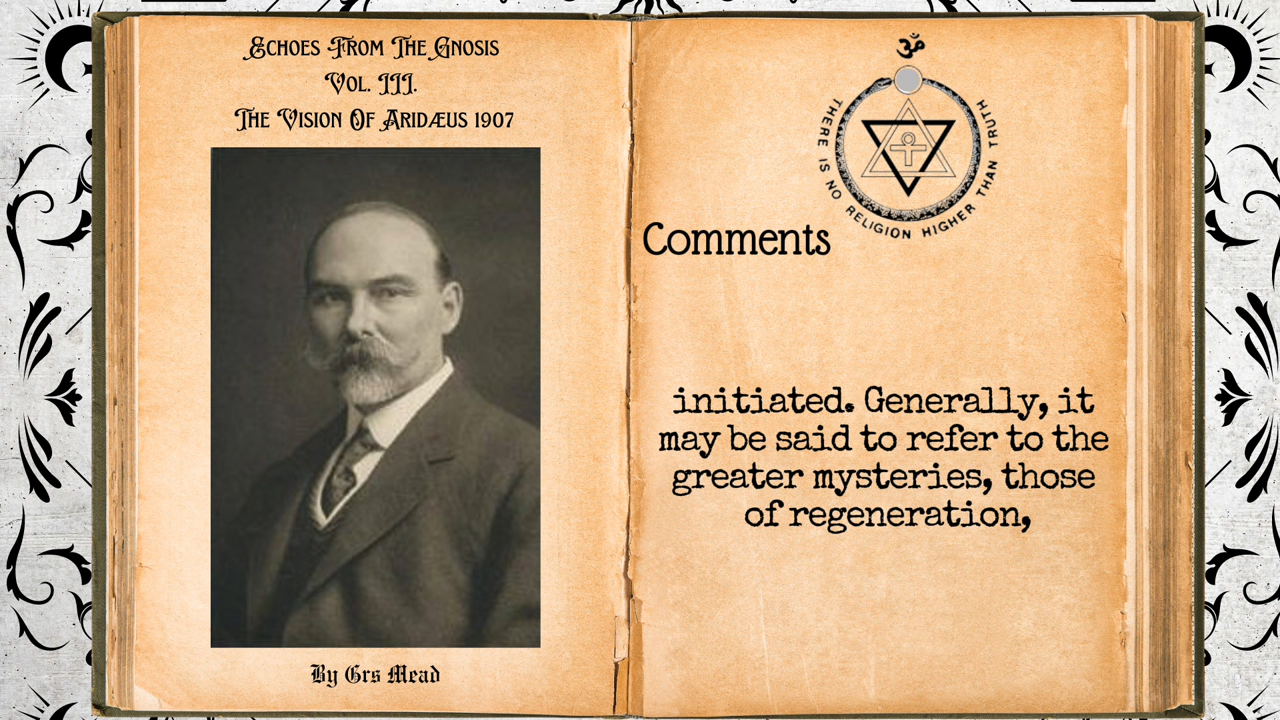 Echoes From The Gnosis
Vol. III.
The Vision Of Aridæus 1907
By Grs Mead
ॐ
THERE IS NO RELIGION HIGHER THAN TRUTH
Comments
initiated. Generally, it
may be said to refer to the
greater mysteries, those
of regeneration,